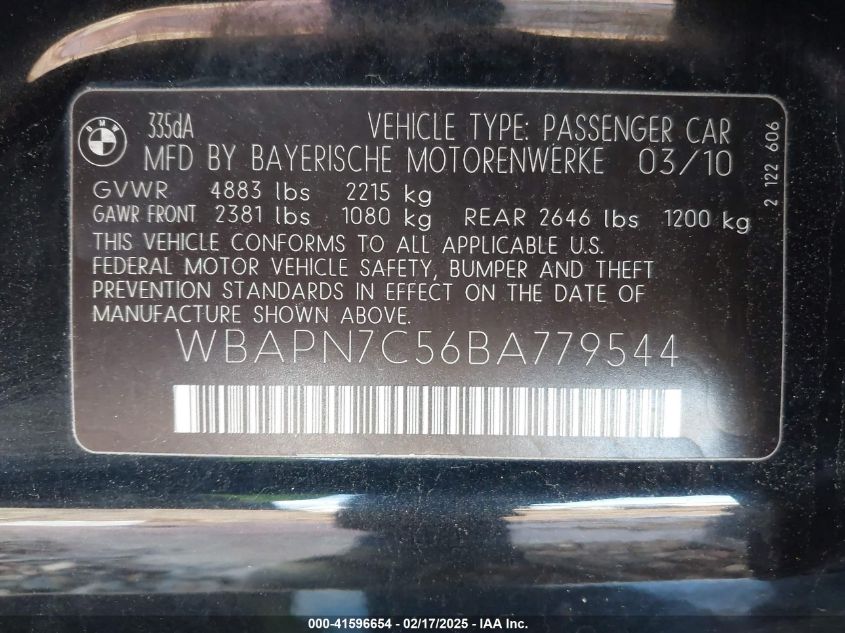 BMW
335dA VEHICLE TYPE: PASSENGER CAR
MFD BY BAYERISCHE MOTORENWERKE 03/10
GVWR 4883 lbs 2215 kg
GAWR FRONT 2381 lbs 1080 kg REAR 2646 lbs 1200 kg
THIS VEHICLE CONFORMS TO ALL APPLICABLE U.S.
FEDERAL MOTOR VEHICLE SAFETY, BUMPER AND THEFT
PREVENTION STANDARDS IN EFFECT ON THE DATE OF
MANUFACTURE SHOWN ABOVE.
WBAPN7C56BA779544
2 122 606
000-41596654 - 02/17/2025 - IAA Inc.